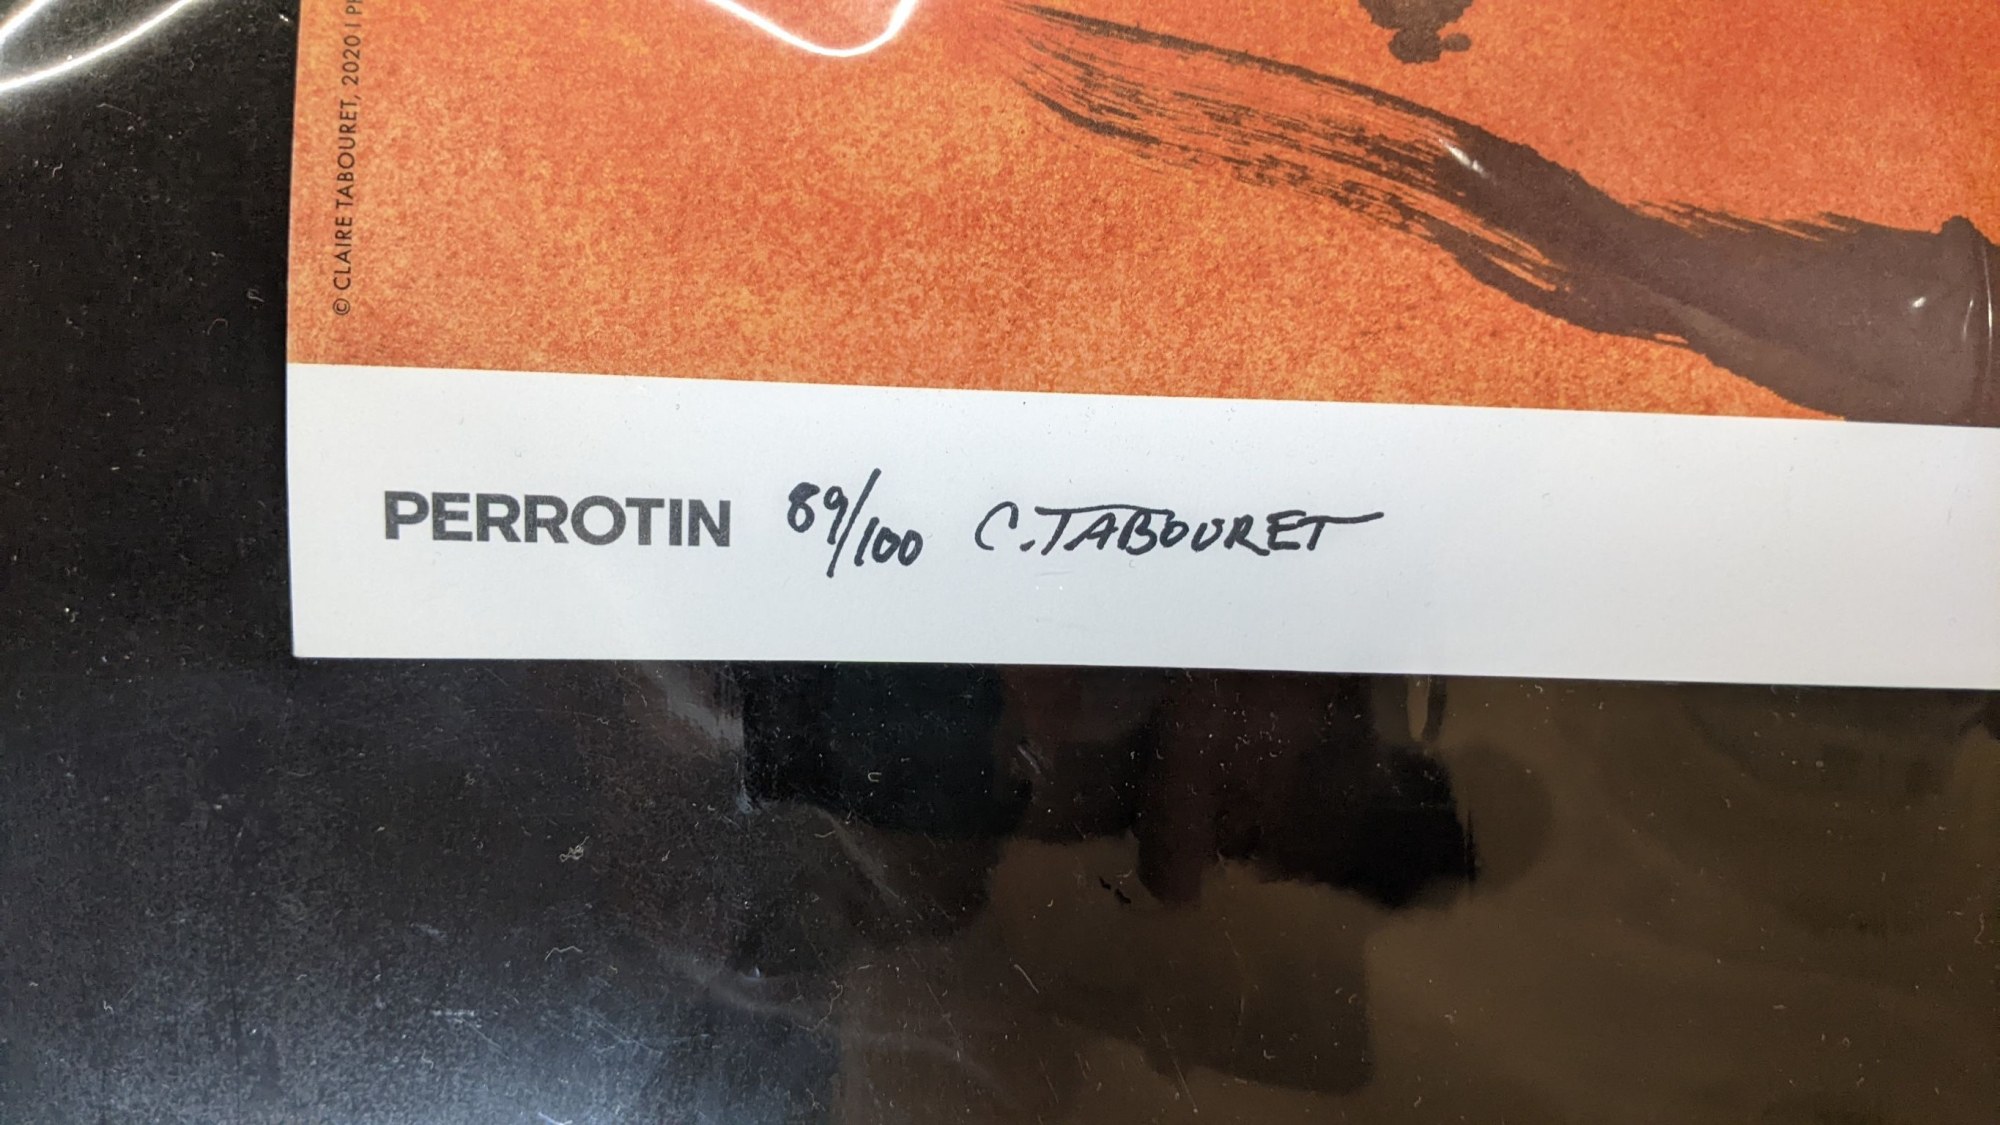 © CLAIRE TABOURET, 2020 | P
PERROTIN 89/100 C. TABOURET